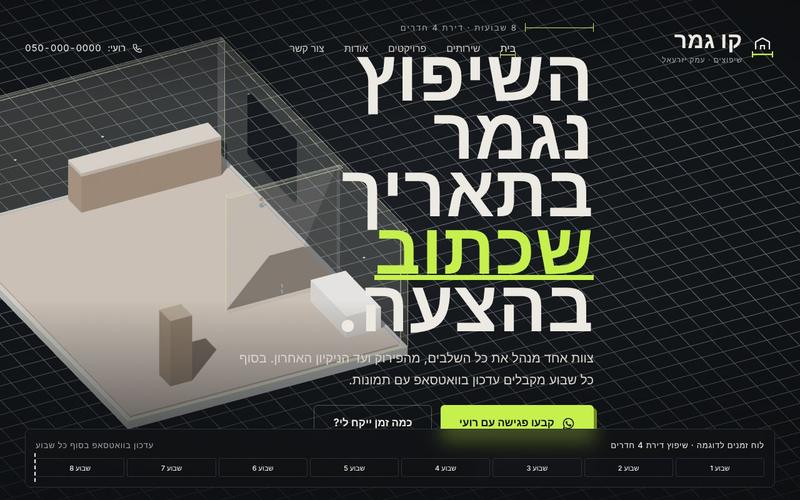 קו גמר
שיפוצים · עמק יזרעאל
בית
שירותים
פרויקטים
אודות
צור קשר
רועי: 050-000-0000
8 שבועות · דירת 4 חדרים
השיפוץ
נגמר
בתאריך
שכתוב
בהצעה.
צוות אחד מנהל את כל השלבים, מהפירוק ועד הניקיון האחרון. בסוף
כל שבוע מקבלים עדכון בוואטסאפ עם תמונות.
קבעו פגישה עם רועי
כמה זמן ייקח לי?
לוח זמנים לדוגמה · שיפוץ דירת 4 חדרים
עדכון בוואטסאפ בסוף כל שבוע
שבוע 1
שבוע 2
שבוע 3
שבוע 4
שבוע 5
שבוע 6
שבוע 7
שבוע 8